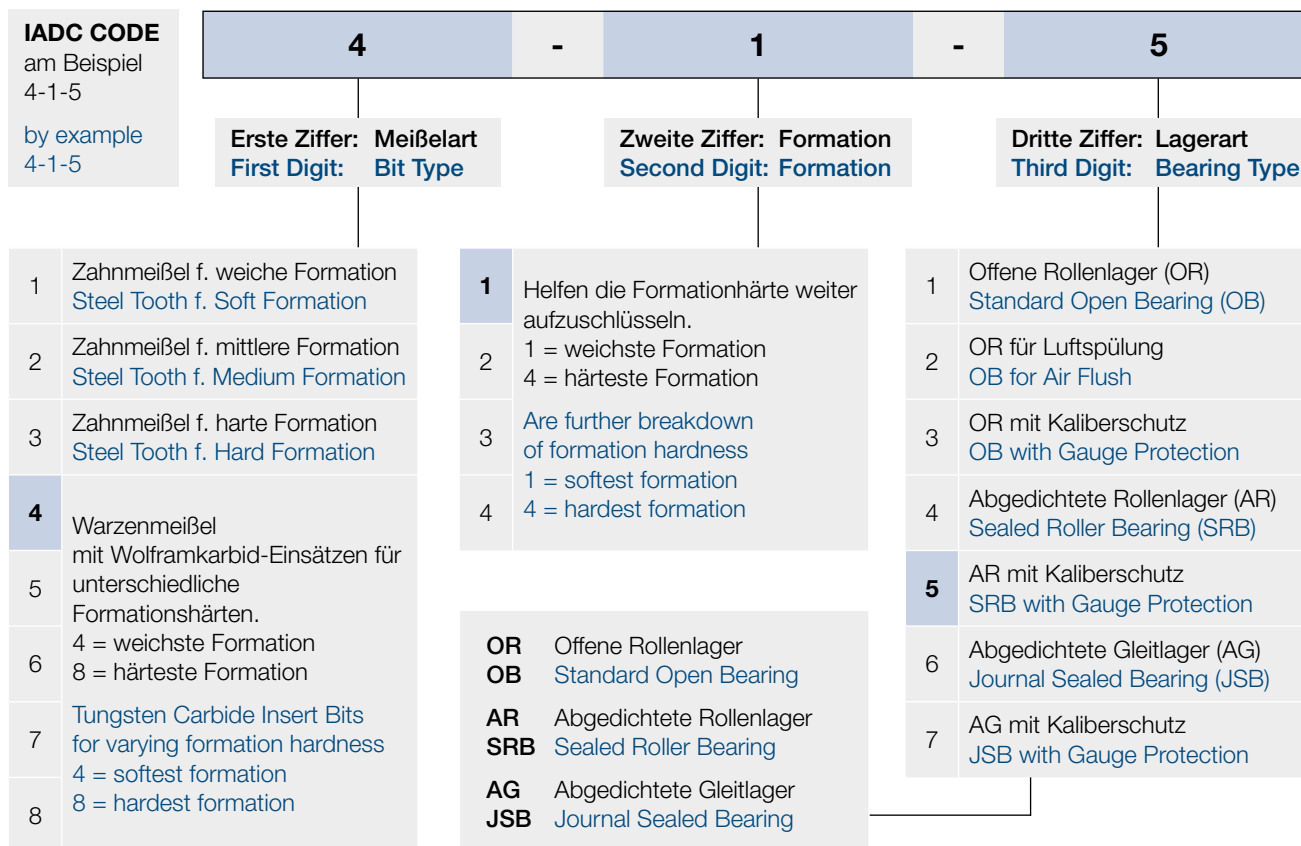 IADC CODE
am Beispiel
4-1-5
by example
4-1-5
4 - 1 - 5
Erste Ziffer: Meißelart
First Digit: Bit Type
Zweite Ziffer: Formation
Second Digit: Formation
Dritte Ziffer: Lagerart
Third Digit: Bearing Type
1
Zahnmeißel f. weiche Formation
Steel Tooth f. Soft Formation
2
Zahnmeißel f. mittlere Formation
Steel Tooth f. Medium Formation
3
Zahnmeißel f. harte Formation
Steel Tooth f. Hard Formation
4
5
6
7
8
Warzenmeißel
mit Wolframkarbid-Einsätzen für
unterschiedliche
Formationshärten.
4 = weichste Formation
8 = härteste Formation
Tungsten Carbide Insert Bits
for varying formation hardness
4 = softest formation
8 = hardest formation
1
2
3
4
Helfen die Formationhärte weiter
aufzuschlüsseln.
1 = weichste Formation
4 = härteste Formation
Are further breakdown
of formation hardness
1 = softest formation
4 = hardest formation
OR Offene Rollenlager
OB Standard Open Bearing
AR Abgedichtete Rollenlager
SRB Sealed Roller Bearing
AG Abgedichtete Gleitlager
JSB Journal Sealed Bearing
1
Offene Rollenlager (OR)
Standard Open Bearing (OB)
2
OR für Luftspülung
OB for Air Flush
3
OR mit Kaliberschutz
OB with Gauge Protection
4
Abgedichtete Rollenlager (AR)
Sealed Roller Bearing (SRB)
5
AR mit Kaliberschutz
SRB with Gauge Protection
6
Abgedichtete Gleitlager (AG)
Journal Sealed Bearing (JSB)
7
AG mit Kaliberschutz
JSB with Gauge Protection